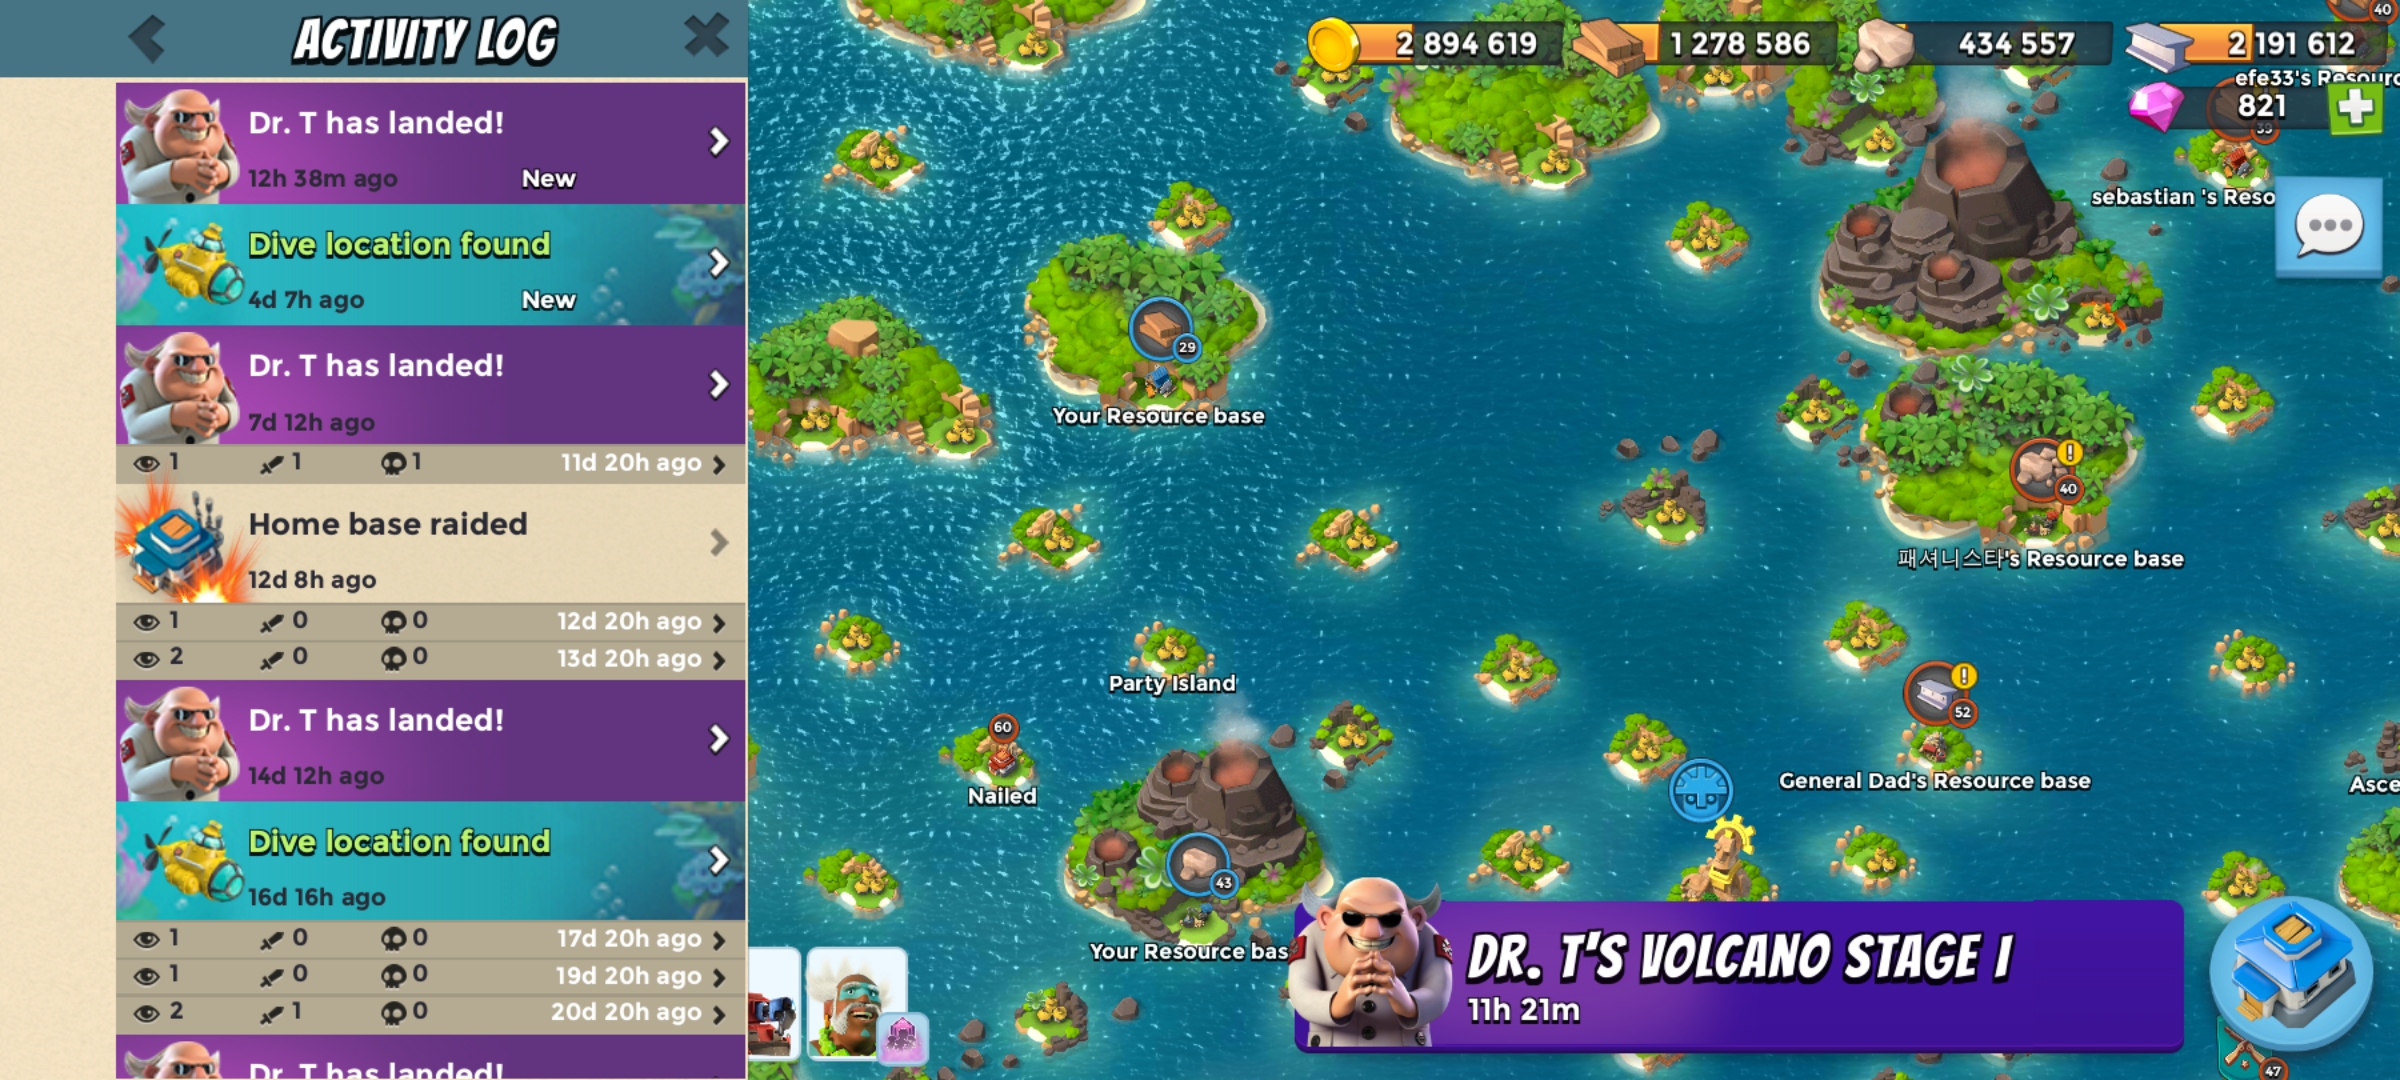 ACTIVITY LOG
Dr. T has landed!
12h 38m ago
New
Dive location found
4d 7h ago
New
Dr. T has landed!
7d 12h ago
1 1 1 11d 20h ago
Home base raided
12d 8h ago
1 0 0 12d 20h ago
2 0 0 13d 20h ago
Dr. T has landed!
14d 12h ago
Dive location found
16d 16h ago
1 0 0 17d 20h ago
1 0 0 19d 20h ago
2 1 0 20d 20h ago
Dr. T has landed!
2 894 619
1 278 586
434 557
2 191 612
40
efe33's Resourc
821
39
sebastian 's Reso
29
Your Resource base
40
패셔니스타's Resource base
Party Island
60
Nailed
52
General Dad's Resource base
Asce
43
Your Resource bas
DR. T'S VOLCANO STAGE I
11h 21m
47